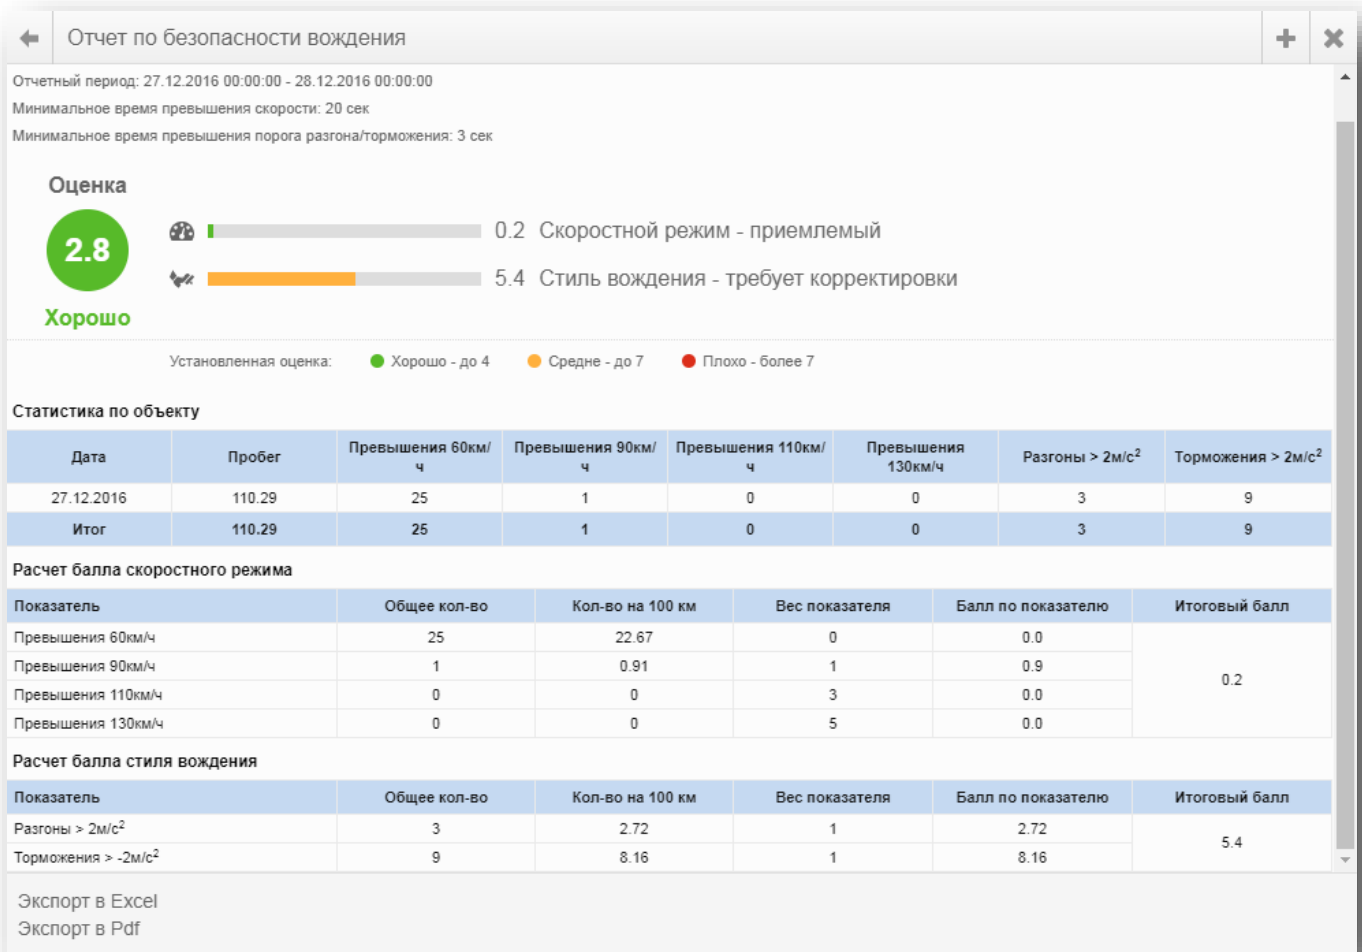 Отчет по безопасности вождения
Отчетный период: 27.12.2016 00:00:00 - 28.12.2016 00:00:00
Минимальное время превышения скорости: 20 сек
Минимальное время превышения порога разгона/торможения: 3 сек
Оценка
2.8
Хорошо
0.2 Скоростной режим - приемлемый
5.4 Стиль вождения - требует корректировки
Установленная оценка: Хорошо - до 4 Средне - до 7 Плохо - более 7
Статистика по объекту
Дата Пробег Превышения 60км/ч Превышения 90км/ч Превышения 110км/ч Превышения 130км/ч Разгоны > 2м/с² Торможения > 2м/с²
27.12.2016 110.29 25 1 0 0 3 9
Итог 110.29 25 1 0 0 3 9
Расчет балла скоростного режима
Показатель Общее кол-во Кол-во на 100 км Вес показателя Балл по показателю Итоговый балл
Превышения 60км/ч 25 22.67 0 0.0
Превышения 90км/ч 1 0.91 1 0.9
0.2
Превышения 110км/ч 0 0 3 0.0
Превышения 130км/ч 0 0 5 0.0
Расчет балла стиля вождения
Показатель Общее кол-во Кол-во на 100 км Вес показателя Балл по показателю Итоговый балл
Разгоны > 2м/с² 3 2.72 1 2.72
5.4
Торможения > -2м/с² 9 8.16 1 8.16
Экспорт в Excel
Экспорт в Pdf